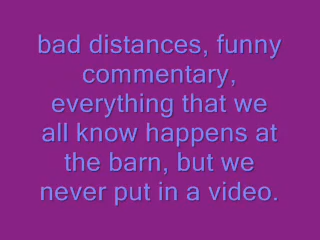 bad distances, funny
commentary,
everything that we
all know happens at
the barn, but we
never put in a video.